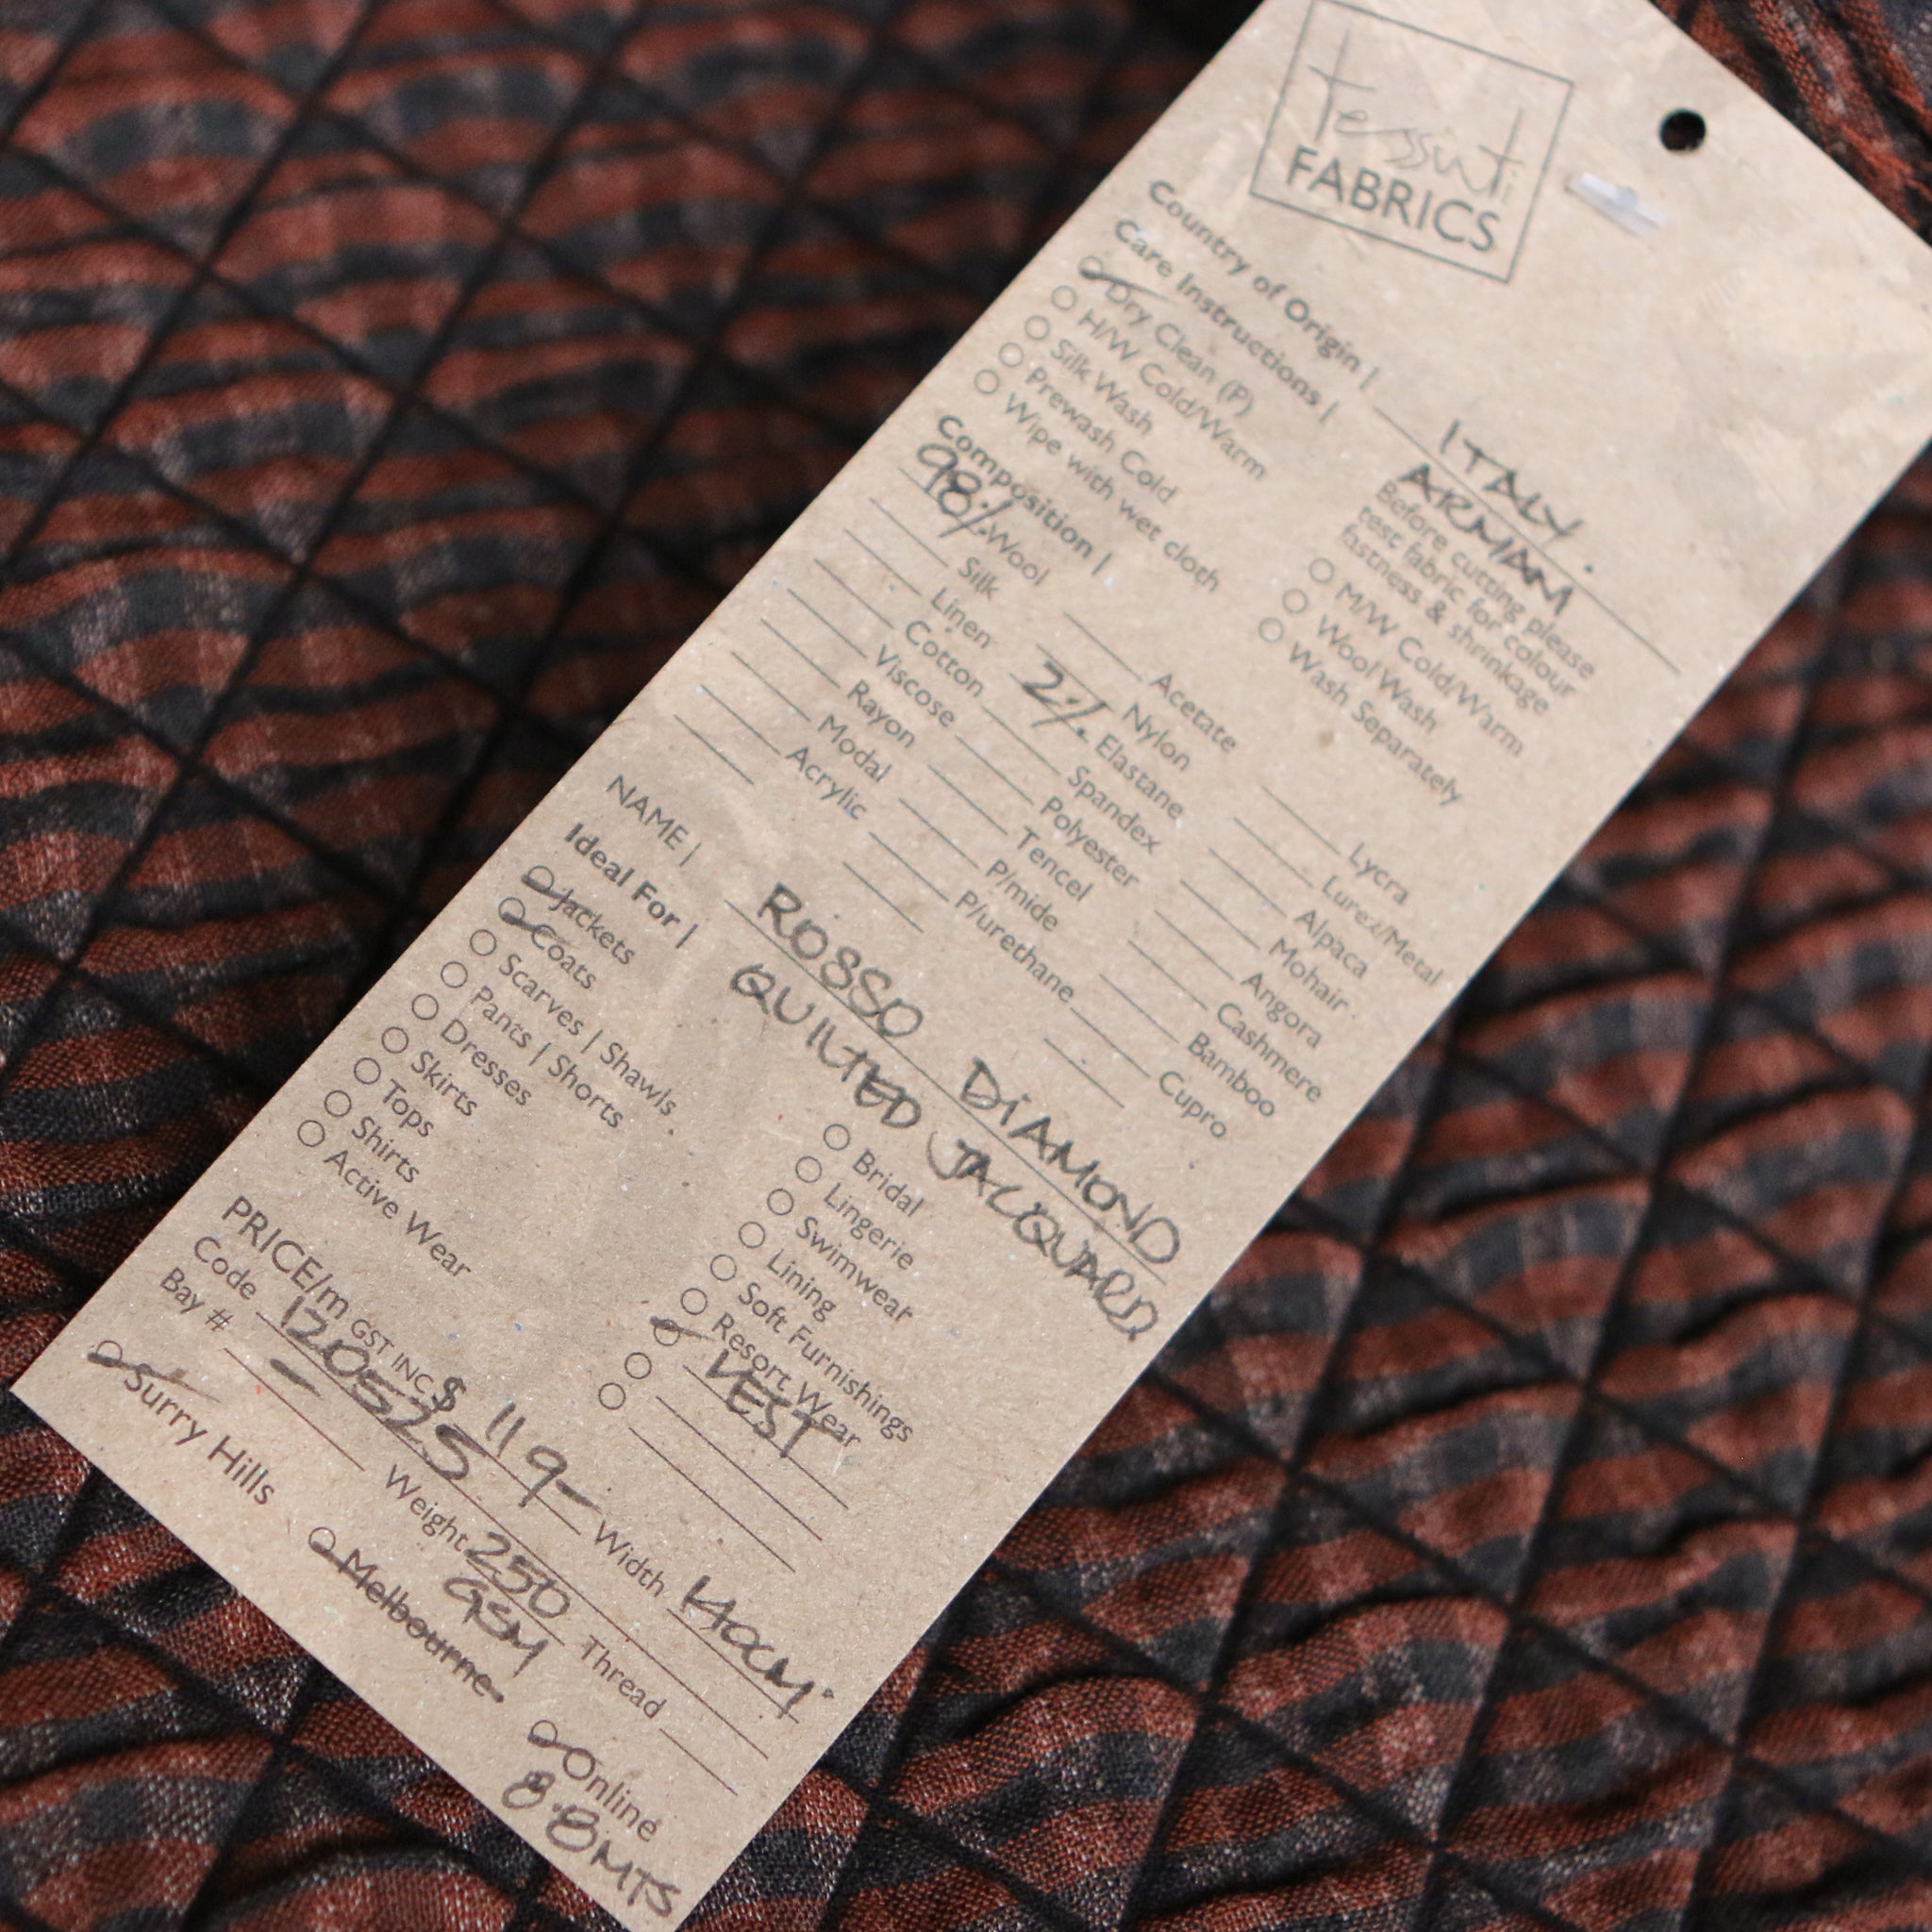 Tessuti
FABRICS
Country of Origin | ITALY
ARMAN
Care Instructions |
Before cutting please
test fabric for colour
fastness & shrinkage
Dry Clean (P)
H/W Cold/Warm
Silk Wash
Prewash Cold
Wipe with wet cloth
M/W Cold/Warm
Wool Wash
Wash Separately
Composition |
98% Wool
Silk
Linen
Cotton
Viscose
Rayon
Modal
Acrylic
Acetate
Nylon
2% Elastane
Spandex
Polyester
Tencel
P/mide
P/urethane
Lycra
Lurex/Metal
Alpaca
Mohair
Angora
Cashmere
Bamboo
Cupro
NAME | ROSSO DIAMOND
QUILTED JACQUARD
Ideal For |
Jackets
Coats
Scarves | Shawls
Pants | Shorts
Dresses
Skirts
Tops
Shirts
Active Wear
Bridal
Lingerie
Swimwear
Lining
Soft Furnishings
Resort Wear
VEST
PRICE/m GST INC $ 119- Width 140CM
Code 120525 Weight 250 GSM Thread
Bay # -
Surry Hills Melbourne Online
8.8MTS